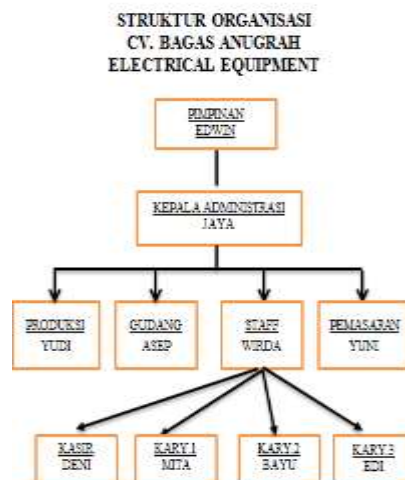 STRUKTUR ORGANISASI
CV. BAGAS ANUGRAH
ELECTRICAL EQUIPMENT
PIMPINAN
EDWIN
KEPALA ADMINISTRASI
JAYA
PRODUKSI
YUDI
GUDANG
ASEP
STAFF
WIRDA
PEMASARAN
YUNI
KASIR
DENI
KARY 1
MITA
KARY 2
BAYU
KARY 3
EDI